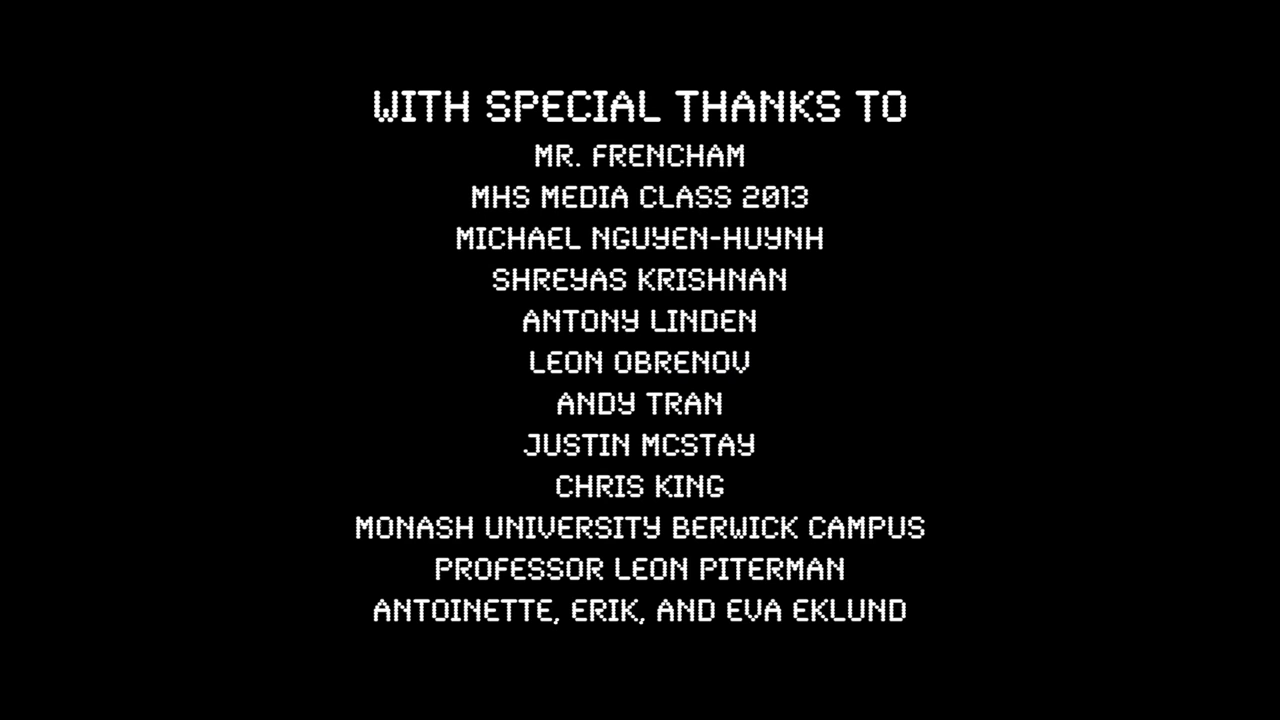 WITH SPECIAL THANKS TO
MR. FRENCHAM
MHS MEDIA CLASS 2013
MICHAEL NGUYEN-HUYNH
SHREYAS KRISHNAN
ANTONY LINDEN
LEON OBRENOV
ANDY TRAN
JUSTIN MCSTAY
CHRIS KING
MONASH UNIVERSITY BERWICK CAMPUS
PROFESSOR LEON PITERMAN
ANTOINETTE, ERIK, AND EVA EKLUND